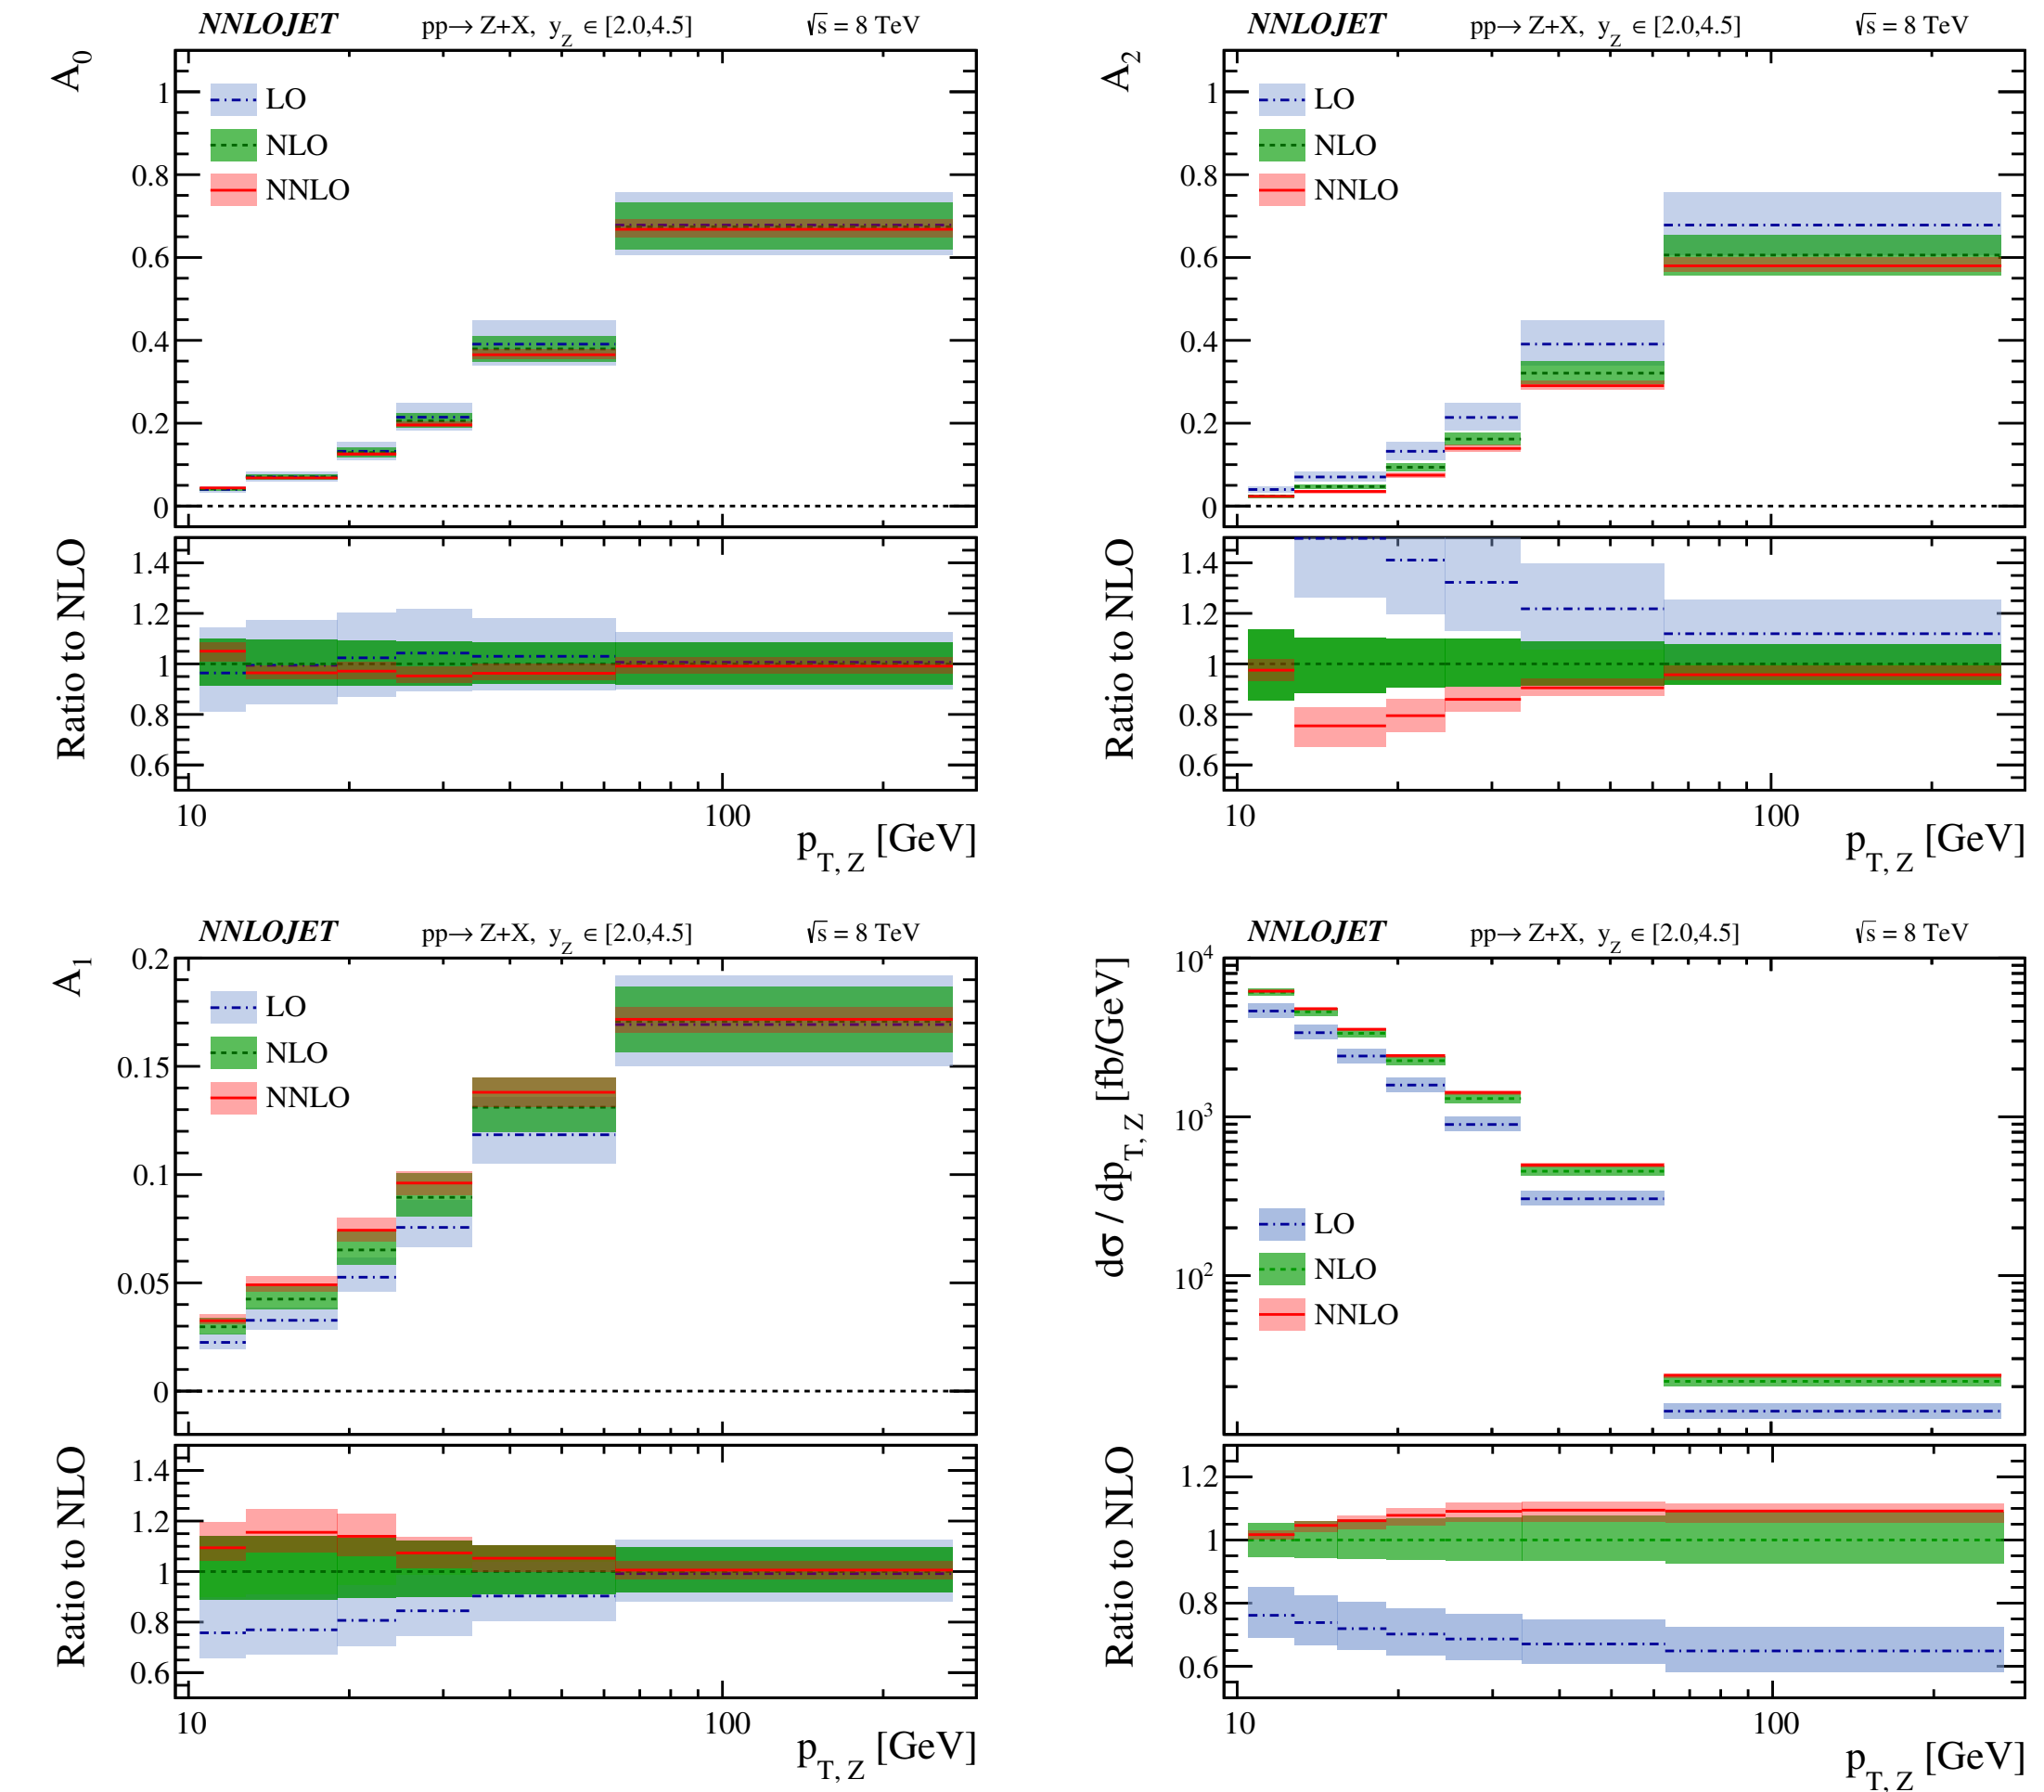 NNLOJET pp→ Z+X, y_Z ∈ [2.0,4.5] √s = 8 TeV
A_0
1
0.8
0.6
0.4
0.2
0
LO
NLO
NNLO
Ratio to NLO
1.4
1.2
1
0.8
0.6
10 100
p_T, Z [GeV]
NNLOJET pp→ Z+X, y_Z ∈ [2.0,4.5] √s = 8 TeV
A_2
1
0.8
0.6
0.4
0.2
0
LO
NLO
NNLO
Ratio to NLO
1.4
1.2
1
0.8
0.6
10 100
p_T, Z [GeV]
NNLOJET pp→ Z+X, y_Z ∈ [2.0,4.5] √s = 8 TeV
A_1
0.2
0.15
0.1
0.05
0
LO
NLO
NNLO
Ratio to NLO
1.4
1.2
1
0.8
0.6
10 100
p_T, Z [GeV]
NNLOJET pp→ Z+X, y_Z ∈ [2.0,4.5] √s = 8 TeV
dσ / dp_T, Z [fb/GeV]
10^4
10^3
10^2
LO
NLO
NNLO
Ratio to NLO
1.2
1
0.8
0.6
10 100
p_T, Z [GeV]